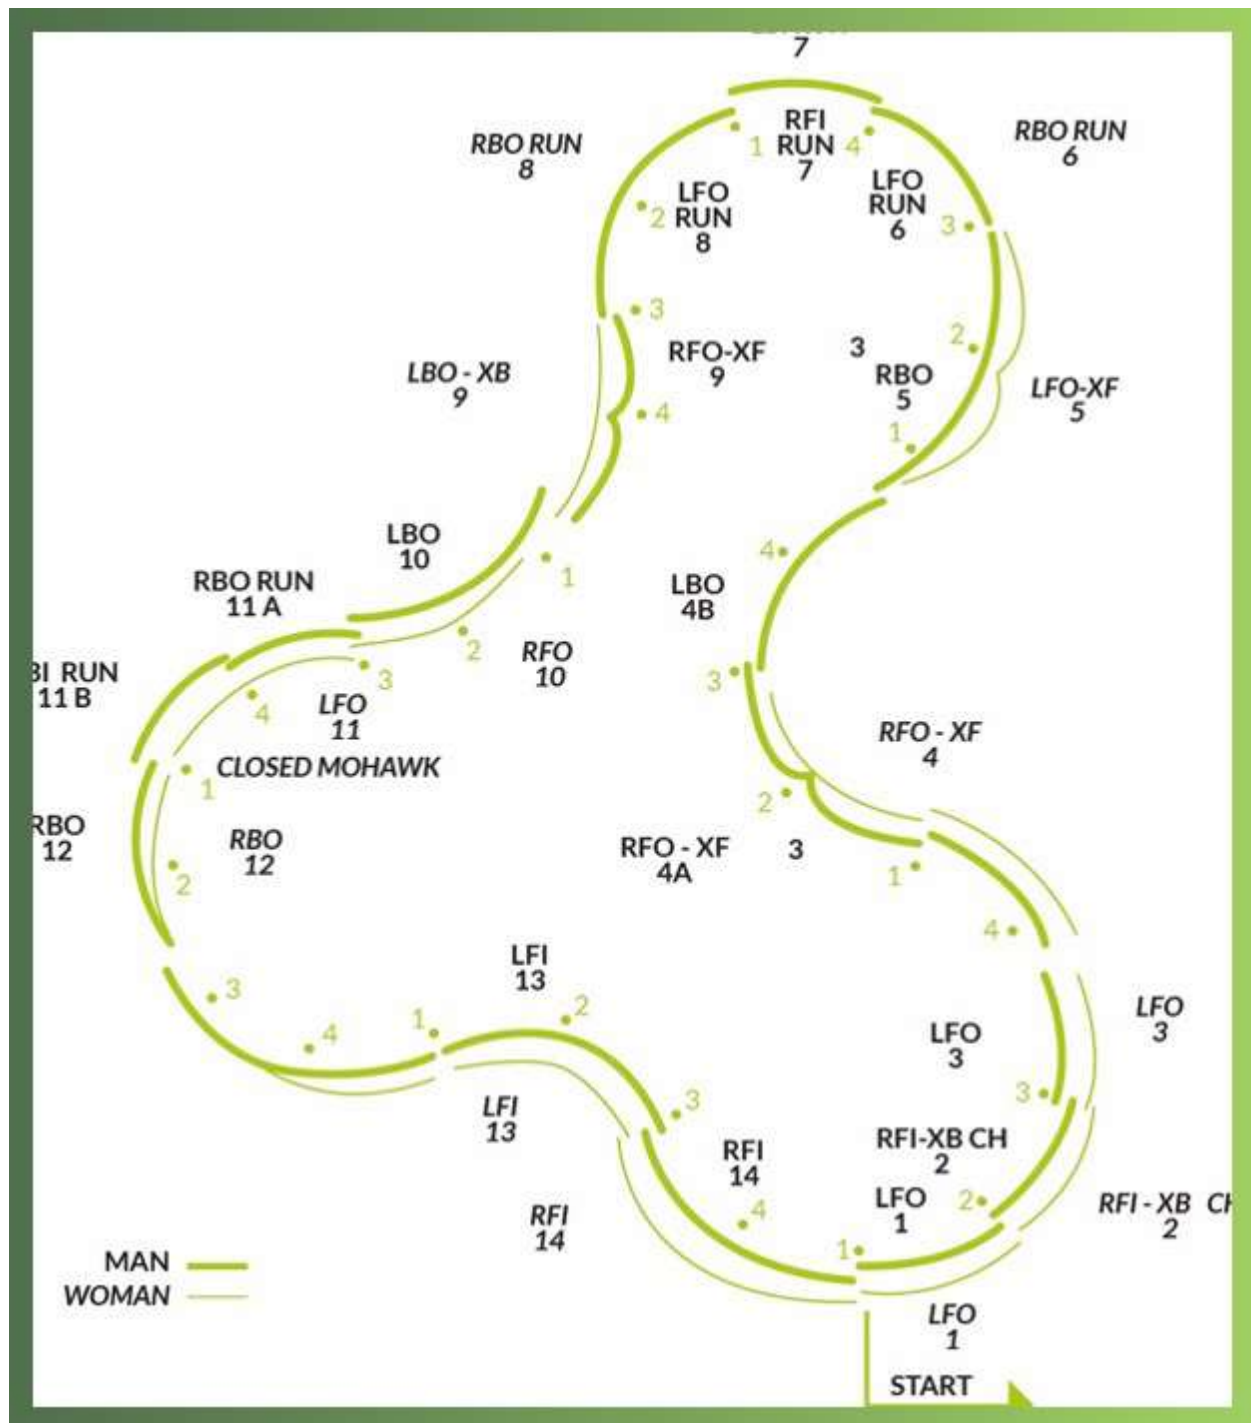 7
RBO RUN
8
1
RFI
RUN
7
4
RBO RUN
6
2
LFO
RUN
8
LFO
RUN
6
3
3
RFO-XF
9
3
RBO
5
2
LBO - XB
9
LFO-XF
5
4
1
LBO
10
4
1
RBO RUN
11 A
LBO
4B
2
RFO
10
3
RUN
11 B
3
4
LFO
11
RFO - XF
4
CLOSED MOHAWK
1
2
RBO
12
RBO
12
2
RFO - XF
4A
3
1
4
LFI
13
3
2
4
1
LFO
3
LFO
3
3
LFI
13
3
RFI
14
RFI-XB CH
2
LFO
1
2
RFI - XB
2
RFI
14
4
1
MAN
WOMAN
LFO
1
START